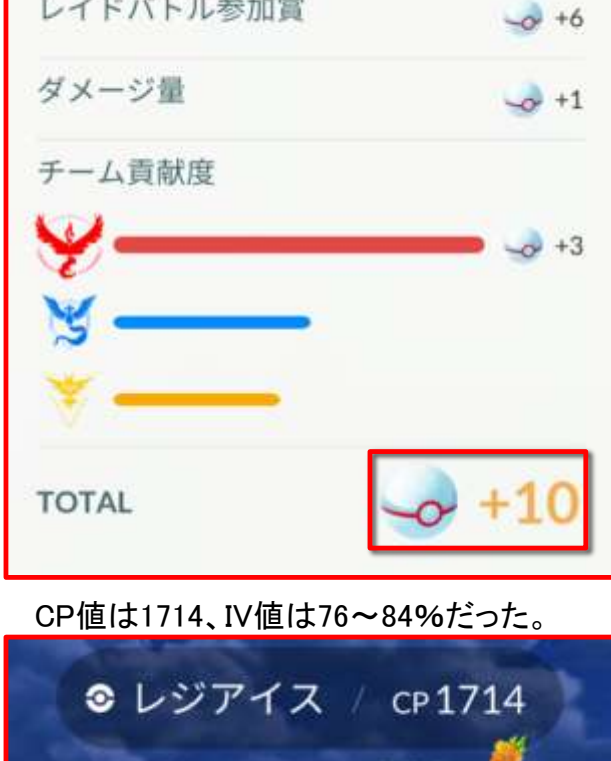 レイドバトル参加賞 +6
ダメージ量 +1
チーム貢献度
+3
TOTAL +10
CP値は1714、IV値は76～84%だった。
レジアイス / CP1714